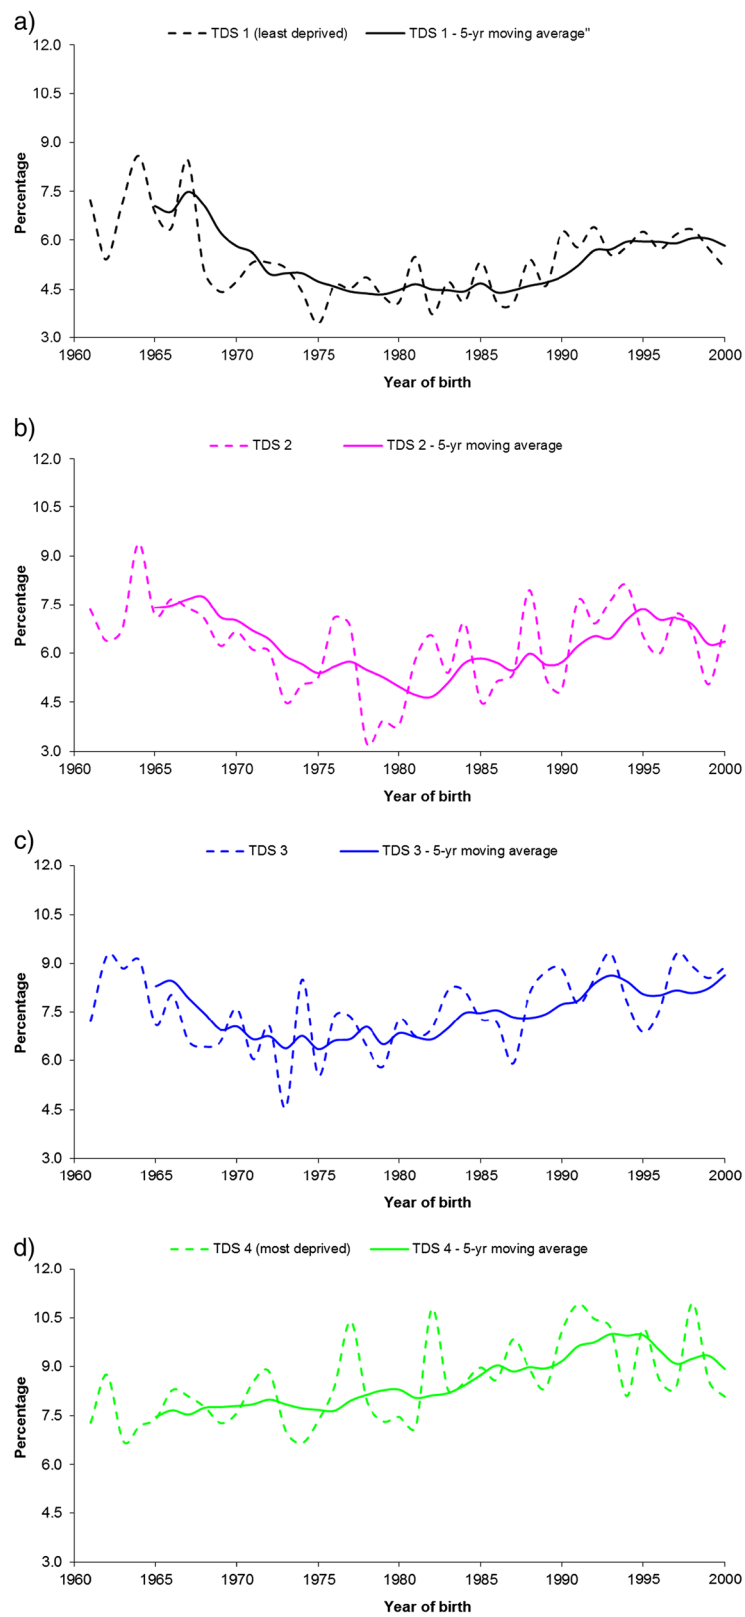 a)
TDS 1 (least deprived) TDS 1 - 5-yr moving average"
12.0
10.5
9.0
7.5
6.0
4.5
3.0
Percentage
1960 1965 1970 1975 1980 1985 1990 1995 2000
Year of birth
b)
TDS 2 TDS 2 - 5-yr moving average
12.0
10.5
9.0
7.5
6.0
4.5
3.0
Percentage
1960 1965 1970 1975 1980 1985 1990 1995 2000
Year of birth
c)
TDS 3 TDS 3 - 5-yr moving average
12.0
10.5
9.0
7.5
6.0
4.5
3.0
Percentage
1960 1965 1970 1975 1980 1985 1990 1995 2000
Year of birth
d)
TDS 4 (most deprived) TDS 4 - 5-yr moving average
12.0
10.5
9.0
7.5
6.0
4.5
3.0
Percentage
1960 1965 1970 1975 1980 1985 1990 1995 2000
Year of birth